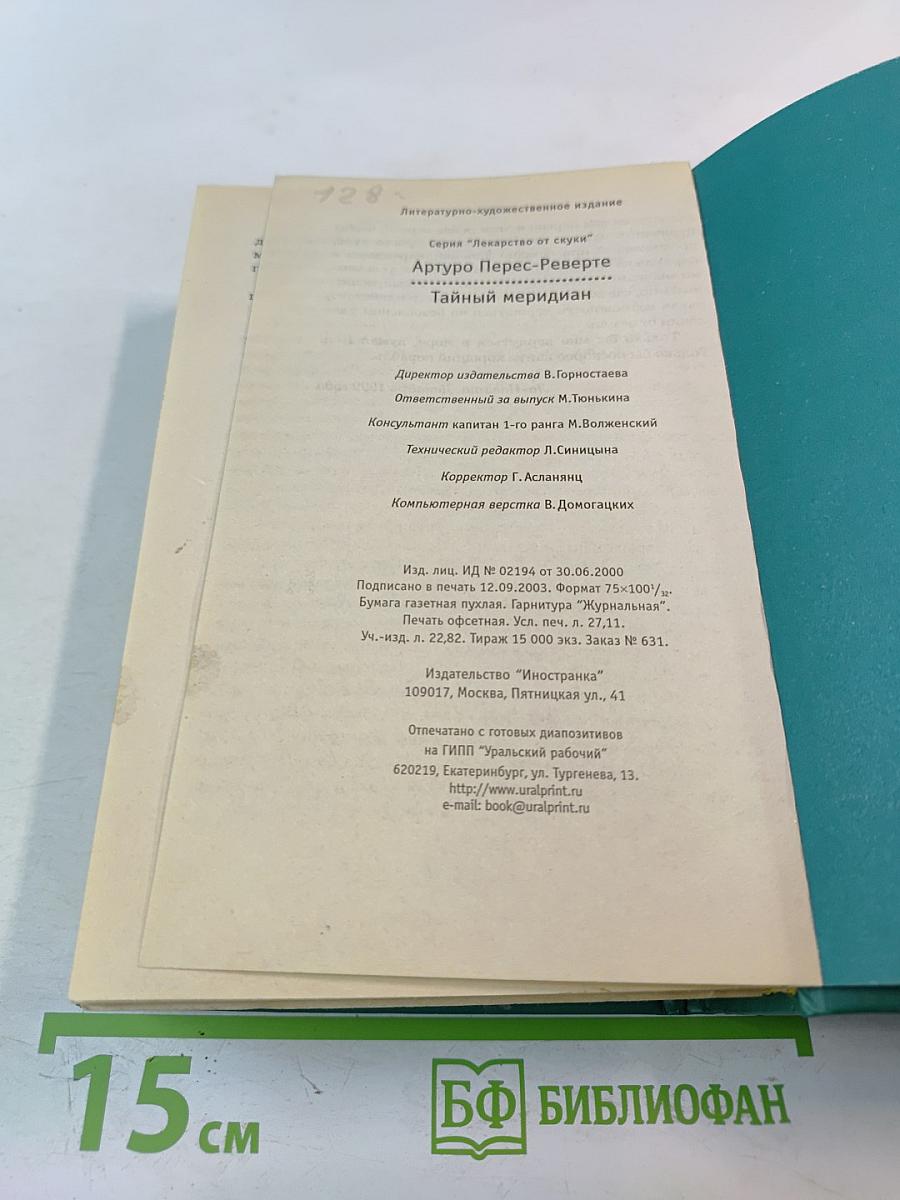 128-
Литературно-художественное издание
Серия "Лекарство от скуки"
Артуро Перес-Реверте
Тайный меридиан
Директор издательства В.Горностаева
Ответственный за выпуск М.Тюнькина
Консультант капитан 1-го ранга М.Волженский
Технический редактор Л.Синицына
Корректор Г.Асланянц
Компьютерная верстка В.Домогацких
Изд. лиц. ИД № 02194 от 30.06.2000
Подписано в печать 12.09.2003. Формат 75×100¹/₃₂.
Бумага газетная пухлая. Гарнитура "Журнальная".
Печать офсетная. Усл. печ. л. 27,11.
Уч.-изд. л. 22,82. Тираж 15 000 экз. Заказ № 631.
Издательство "Иностранка"
109017, Москва, Пятницкая ул., 41
Отпечатано с готовых диапозитивов
на ГИПП "Уральский рабочий"
620219, Екатеринбург, ул. Тургенева, 13.
http://www.uralprint.ru
e-mail: book@uralprint.ru
15 см
БФ БИБЛИОФАН